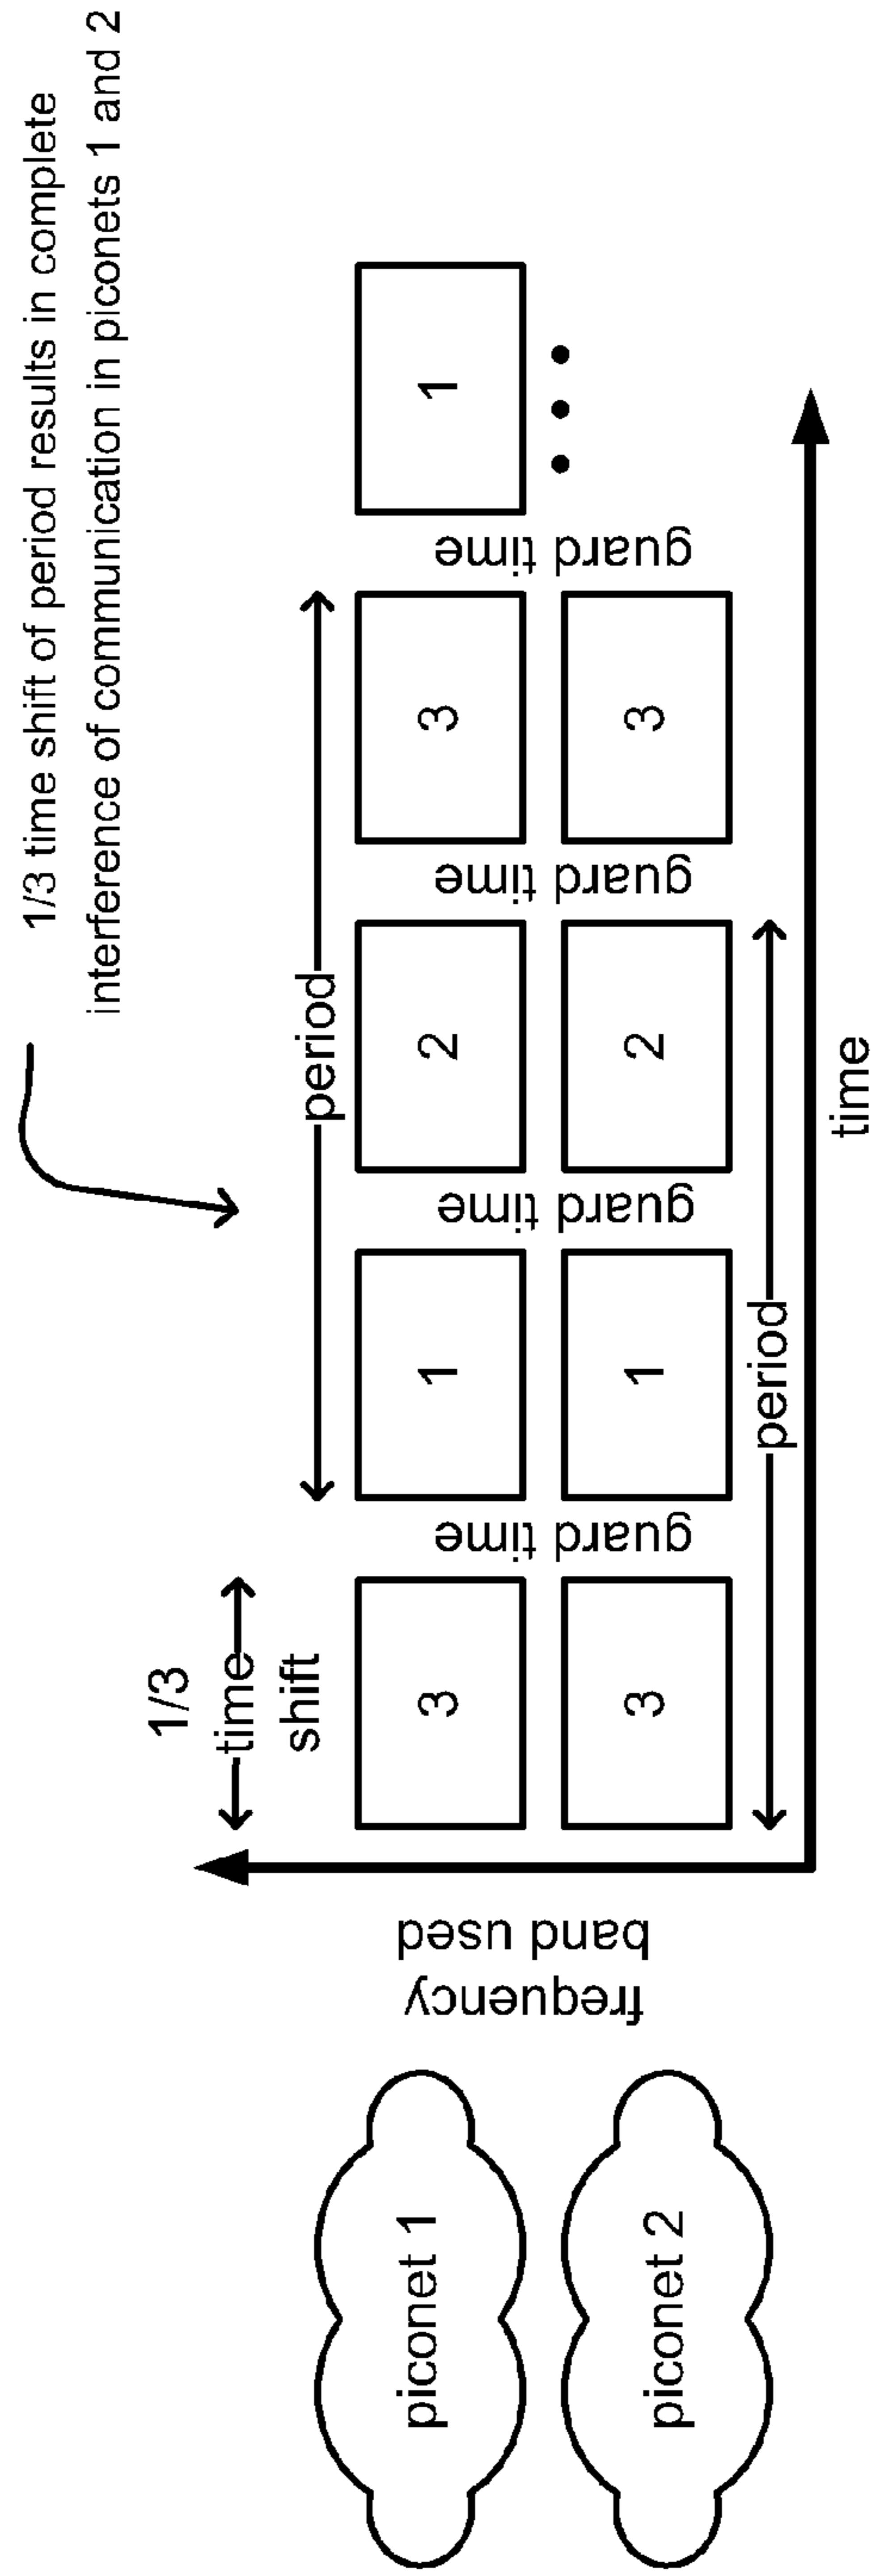 1/3 time shift of period results in complete
interference of communication in piconets 1 and 2
1/3
time
shift
period
piconet 1
frequency
band used
3
guard time
1
guard time
2
guard time
3
guard time
1
piconet 2
3
1
2
3
period
time